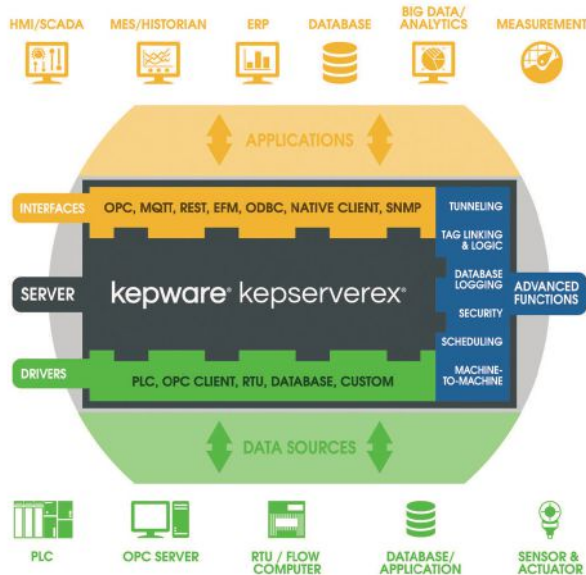 HMI/SCADA
MES/HISTORIAN
ERP
DATABASE
BIG DATA/
ANALYTICS
MEASUREMENT
APPLICATIONS
INTERFACES
OPC, MQTT, REST, EFM, ODBC, NATIVE CLIENT, SNMP
TUNNELING
TAG LINKING
& LOGIC
SERVER
kepware® kepserverex®
DATABASE
LOGGING
ADVANCED
FUNCTIONS
SECURITY
SCHEDULING
DRIVERS
PLC, OPC CLIENT, RTU, DATABASE, CUSTOM
MACHINE-
TO-MACHINE
DATA SOURCES
PLC
OPC SERVER
RTU / FLOW
COMPUTER
DATABASE/
APPLICATION
SENSOR &
ACTUATOR